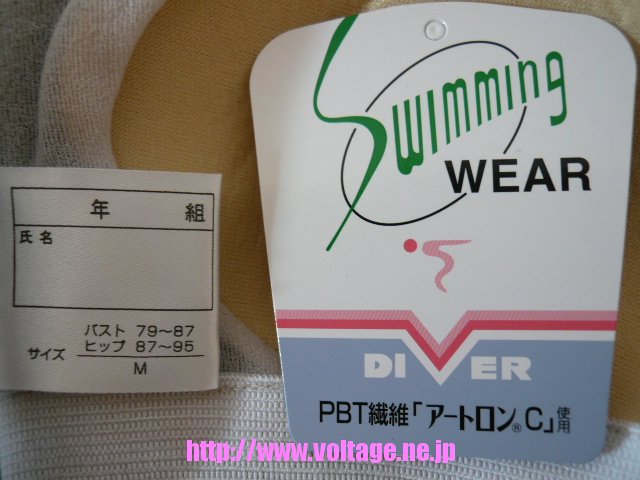 年 組
氏名
バスト 79〜87
サイズ ヒップ 87〜95
M
Swimming
WEAR
DIVER
PBT繊維「アートロン®C」使用
http://www.voltage.ne.jp